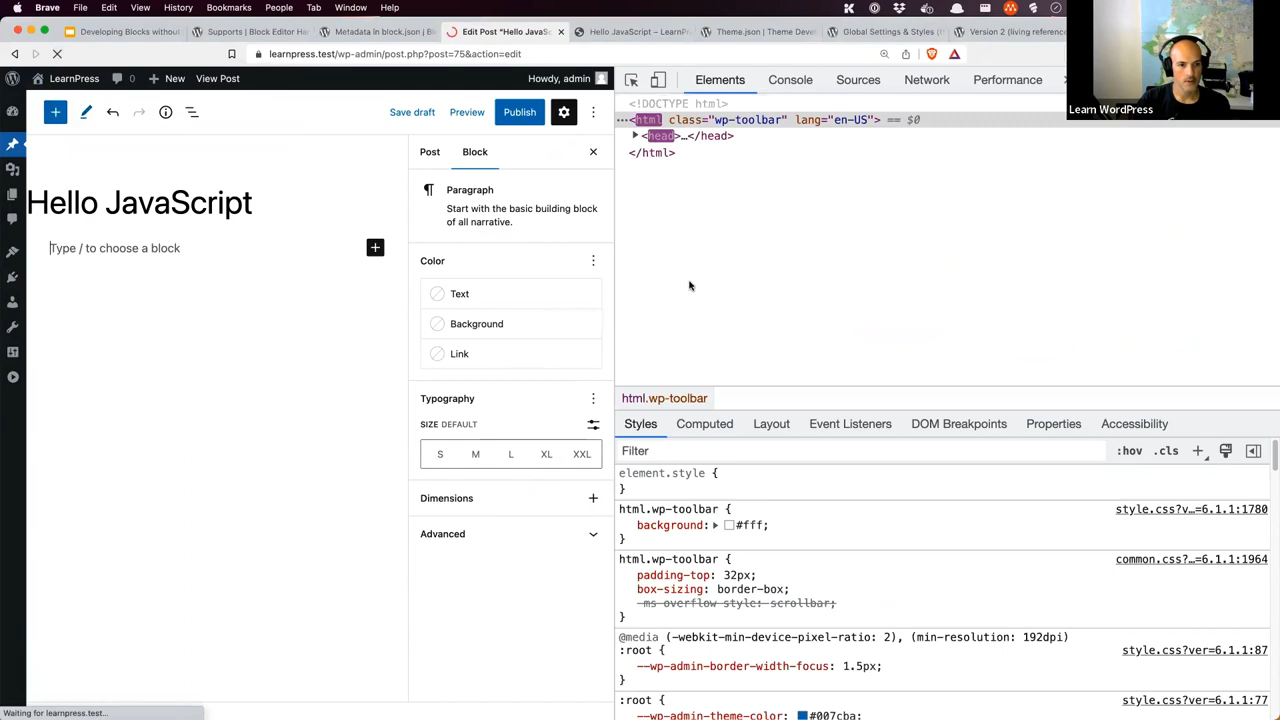 Brave File Edit View History Bookmarks People Tab Window Help
Developing Blocks without
Supports | Block Editor Han
Metadata in block.json | B
Edit Post “Hello JavaSc
Hello JavaScript – LearnPr
Theme.json | Theme Devel
Global Settings & Styles (t
Version 2 (living referenc
learnpress.test/wp-admin/post.php?post=75&action=edit
LearnPress 0 New View Post Howdy, admin
Save draft Preview Publish
Post Block
Paragraph
Start with the basic building block
of all narrative.
Hello JavaScript
Type / to choose a block
Color
Text
Background
Link
Typography
SIZE DEFAULT
S M L XL XXL
Dimensions
Advanced
Waiting for learnpress.test...
Elements Console Sources Network Performance
<!DOCTYPE html>
<html class="wp-toolbar" lang="en-US"> == $0
<head>…</head>
</html>
html.wp-toolbar
Styles Computed Layout Event Listeners DOM Breakpoints Properties Accessibility
Filter :hov .cls
element.style {
}
html.wp-toolbar { style.css?v…=6.1.1:1780
background: #fff;
}
html.wp-toolbar { common.css?…=6.1.1:1964
padding-top: 32px;
box-sizing: border-box;
-ms-overflow-style: scrollbar;
}
@media (-webkit-min-device-pixel-ratio: 2), (min-resolution: 192dpi)
:root { style.css?ver=6.1.1:87
--wp-admin-border-width-focus: 1.5px;
}
:root { style.css?ver=6.1.1:77
--wp-admin-theme-color: #007cba;
Learn WordPress